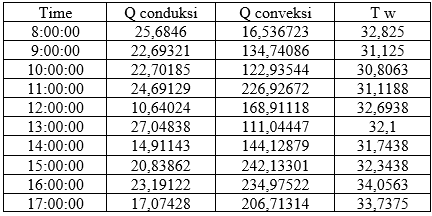 Time Q conduksi Q conveksi T w
8:00:00 25,6846 16,536723 32,825
9:00:00 22,69321 134,74086 31,125
10:00:00 22,70185 122,93544 30,8063
11:00:00 24,69129 226,92672 31,1188
12:00:00 10,64024 168,91118 32,6938
13:00:00 27,04838 111,04447 32,1
14:00:00 14,91143 144,12879 31,7438
15:00:00 20,83862 242,13301 32,3438
16:00:00 23,19122 234,97522 34,0563
17:00:00 17,07428 206,71314 33,7375